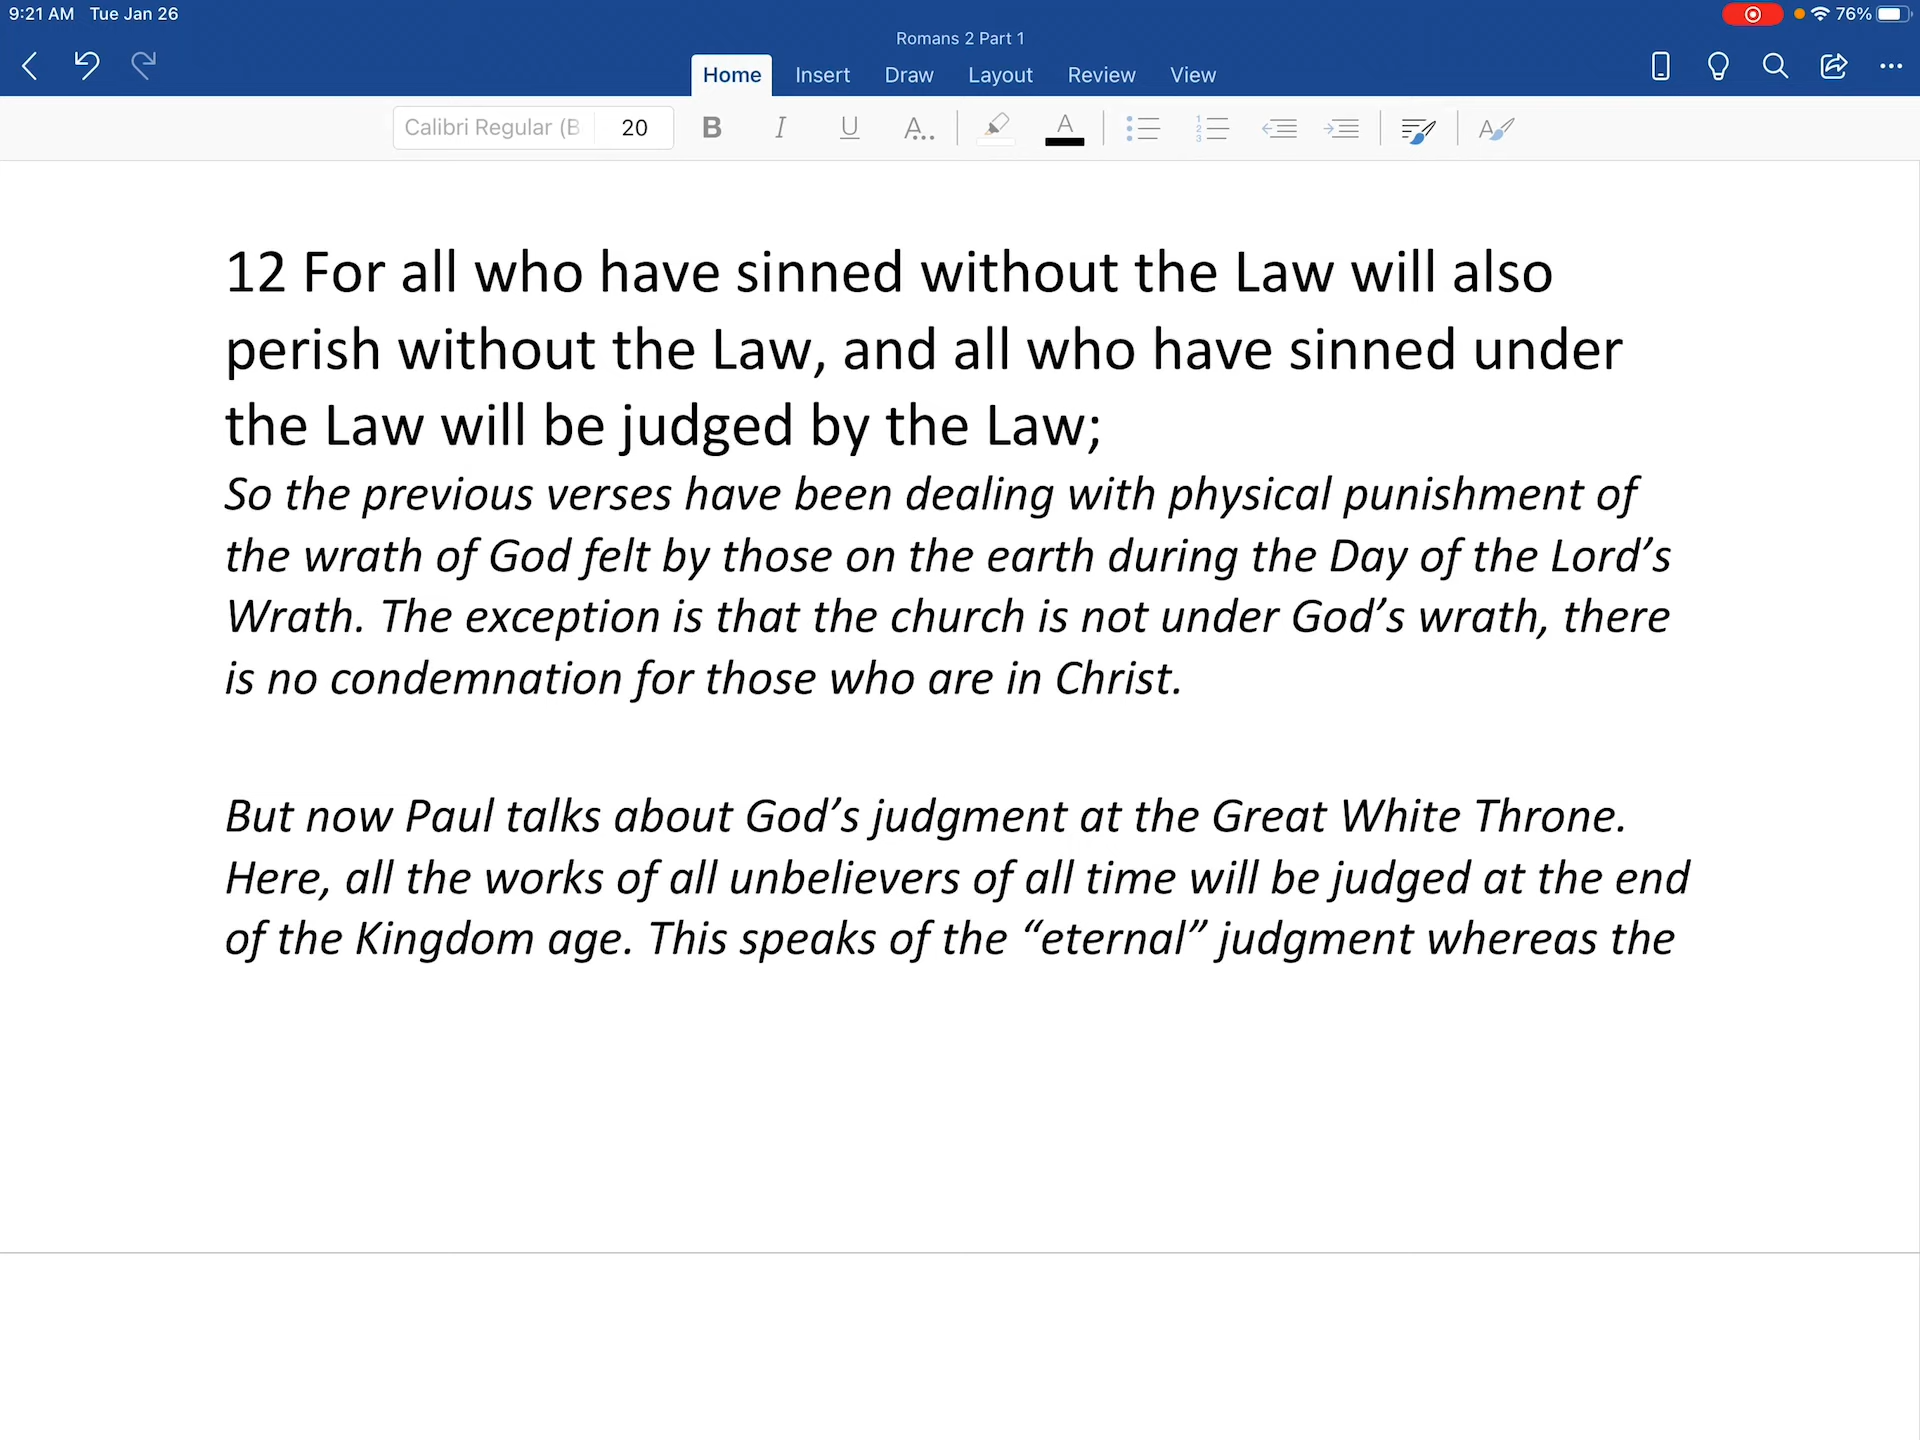 9:21 AM Tue Jan 26
76%
Romans 2 Part 1
Home Insert Draw Layout Review View
Calibri Regular (B 20 B I U A.. A A
12 For all who have sinned without the Law will also
perish without the Law, and all who have sinned under
the Law will be judged by the Law;
So the previous verses have been dealing with physical punishment of
the wrath of God felt by those on the earth during the Day of the Lord’s
Wrath. The exception is that the church is not under God’s wrath, there
is no condemnation for those who are in Christ.
But now Paul talks about God’s judgment at the Great White Throne.
Here, all the works of all unbelievers of all time will be judged at the end
of the Kingdom age. This speaks of the “eternal” judgment whereas the